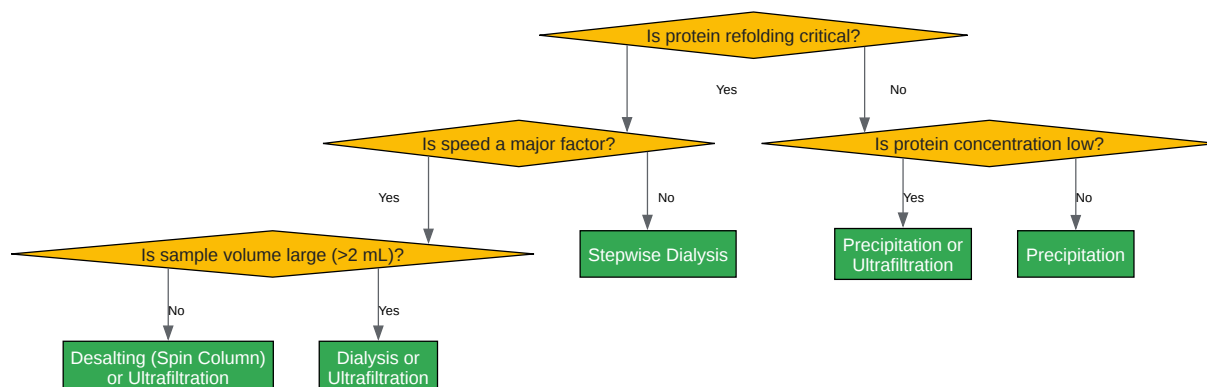 Is protein refolding critical?
Yes
No
Is speed a major factor?
Is protein concentration low?
Yes
No
Yes
No
Is sample volume large (>2 mL)?
Stepwise Dialysis
Precipitation or
Ultrafiltration
Precipitation
No
Yes
Desalting (Spin Column)
or Ultrafiltration
Dialysis or
Ultrafiltration